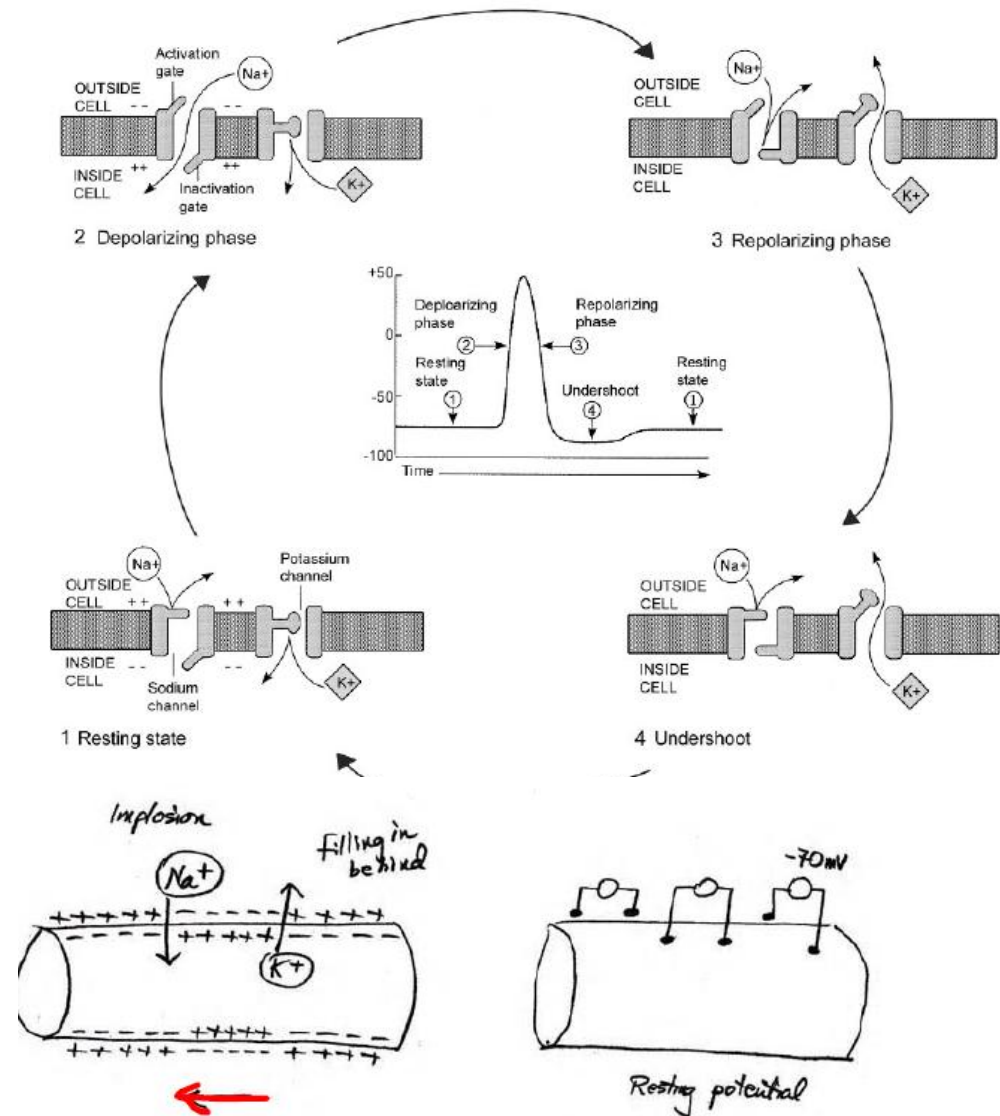 Activation
gate
Na+
OUTSIDE
CELL
- -
- -
++
++
INSIDE
CELL
Inactivation
gate
K+
2 Depolarizing phase
Na+
OUTSIDE
CELL
INSIDE
CELL
K+
3 Repolarizing phase
+50
0
-50
-100
Deploarizing
phase
②
Repolarizing
phase
③
Resting
state
①
Undershoot
④
Resting
state
①
Time
Na+
OUTSIDE
CELL
++
++
Potassium
channel
INSIDE
CELL
- -
- -
Sodium
channel
K+
1 Resting state
Na+
OUTSIDE
CELL
INSIDE
CELL
K+
4 Undershoot
Implosion
Filling in
behind
Na+
+++++ ----- ++++
--- +++++ ---
K+
----- +++++ -----
+++++ ----- +++++
-70mV
Resting potential